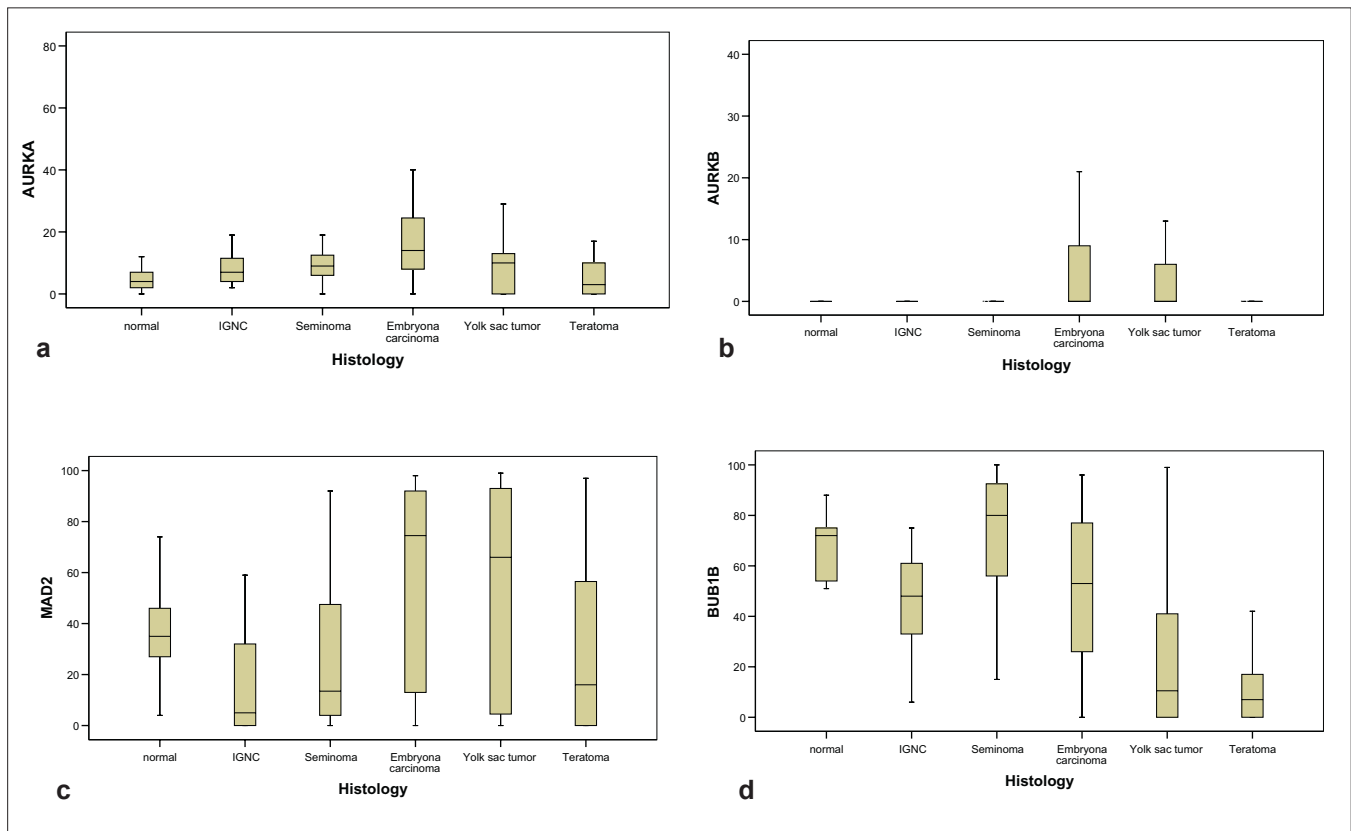 80
60
40
20
0
AURKA
normal
IGNC
Seminoma
Embryona
carcinoma
Yolk sac tumor
Teratoma
Histology
a
40
30
20
10
0
AURKB
normal
IGNC
Seminoma
Embryona
carcinoma
Yolk sac tumor
Teratoma
Histology
b
100
80
60
40
20
0
MAD2
normal
IGNC
Seminoma
Embryona
carcinoma
Yolk sac tumor
Teratoma
Histology
c
100
80
60
40
20
0
BUB1B
normal
IGNC
Seminoma
Embryona
carcinoma
Yolk sac tumor
Teratoma
Histology
d